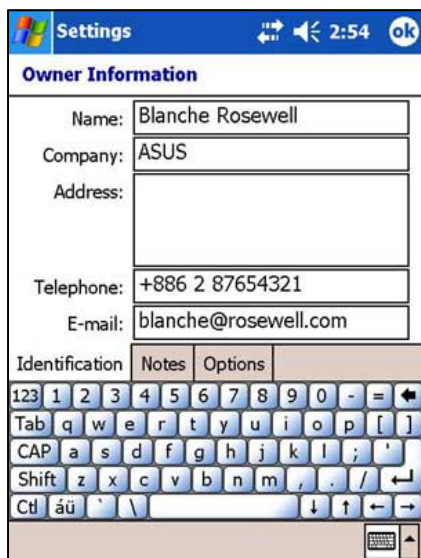 Settings 2:54 ok
Owner Information
Name: Blanche Rosewell
Company: ASUS
Address:
Telephone: +886 2 87654321
E-mail: blanche@rosewell.com
Identification Notes Options
123 1 2 3 4 5 6 7 8 9 0 - =
Tab q w e r t y u i o p [ ]
CAP a s d f g h j k l ; '
Shift z x c v b n m , . /
Ctl áü ` \